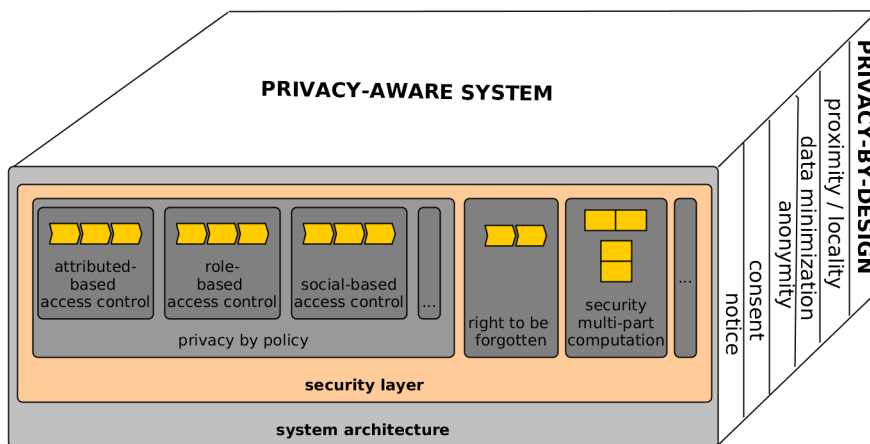 PRIVACY-AWARE SYSTEM
attributed-
based
access control
role-
based
access control
social-based
access control
...
privacy by policy
right to be
forgotten
security
multi-part
computation
...
security layer
system architecture
notice
consent
anonymity
data minimization
proximity / locality
PRIVACY-BY-DESIGN